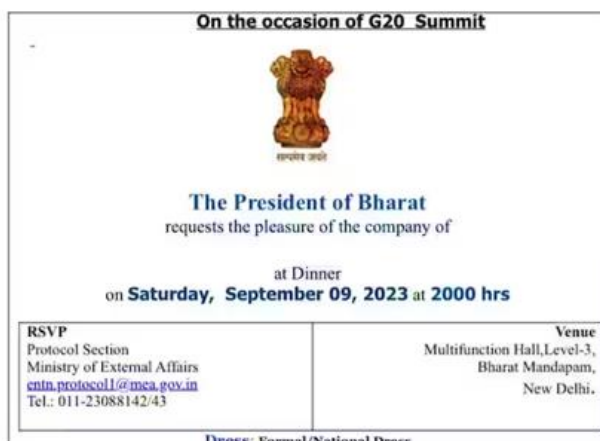 On the occasion of G20 Summit
सत्यमेव जयते
The President of Bharat
requests the pleasure of the company of
at Dinner
on Saturday, September 09, 2023 at 2000 hrs
RSVP
Protocol Section
Ministry of External Affairs
entn.protocol1@mea.gov.in
Tel.: 011-23088142/43
Venue
Multifunction Hall,Level-3,
Bharat Mandapam,
New Delhi.
Dress: Formal/National Dress